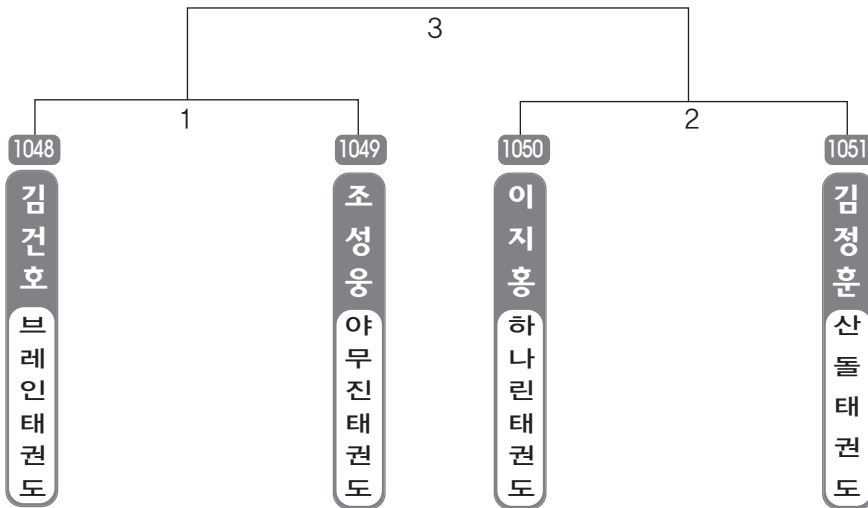 3
1
2
1048
1049
1050
1051
김건호
조성웅
이지홍
김정훈
브레인태권도
야무진태권도
하나린태권도
산돌태권도